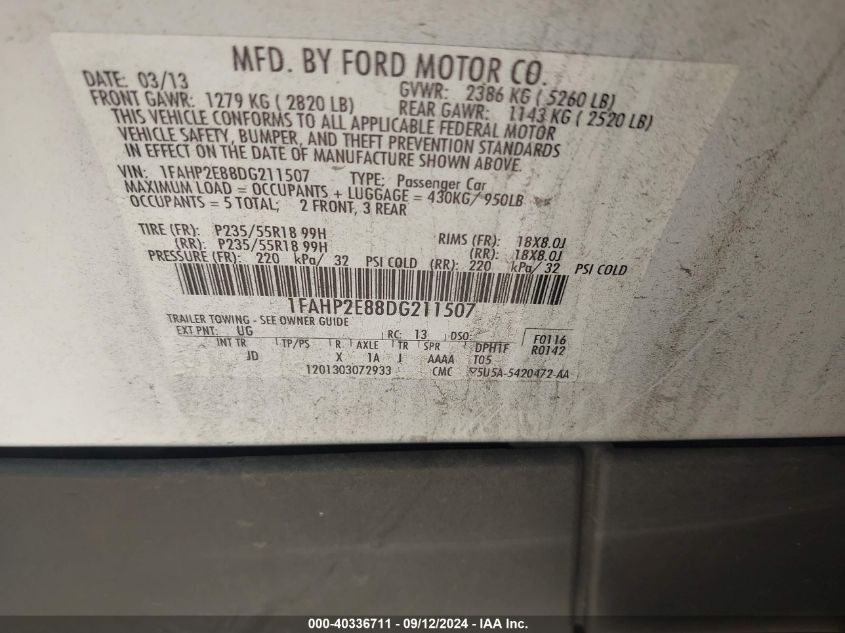 MFD. BY FORD MOTOR CO.
DATE: 03/13 GVWR: 2386 KG ( 5260 LB)
FRONT GAWR: 1279 KG ( 2820 LB) REAR GAWR: 1143 KG ( 2520 LB)
THIS VEHICLE CONFORMS TO ALL APPLICABLE FEDERAL MOTOR
VEHICLE SAFETY, BUMPER, AND THEFT PREVENTION STANDARDS
IN EFFECT ON THE DATE OF MANUFACTURE SHOWN ABOVE.
VIN: 1FAHP2E88DG211507 TYPE: Passenger Car
MAXIMUM LOAD = OCCUPANTS + LUGGAGE = 430KG/ 950LB
OCCUPANTS = 5 TOTAL; 2 FRONT, 3 REAR
TIRE (FR): P235/55R18 99H RIMS (FR): 18X8.0J
(RR): P235/55R18 99H (RR): 18X8.0J
PRESSURE (FR): 220 kPa/ 32 PSI COLD (RR): 220 kPa/ 32 PSI COLD
1FAHP2E88DG211507
TRAILER TOWING - SEE OWNER GUIDE
EXT PNT: UG RC: 13 DSO: F0116
INT TR TP/PS R AXLE TR SPR DPH1F R0142
JD X 1A J AAAA T05
1201303072933 CMC 5U5A-5420472-AA
000-40336711 - 09/12/2024 - IAA Inc.